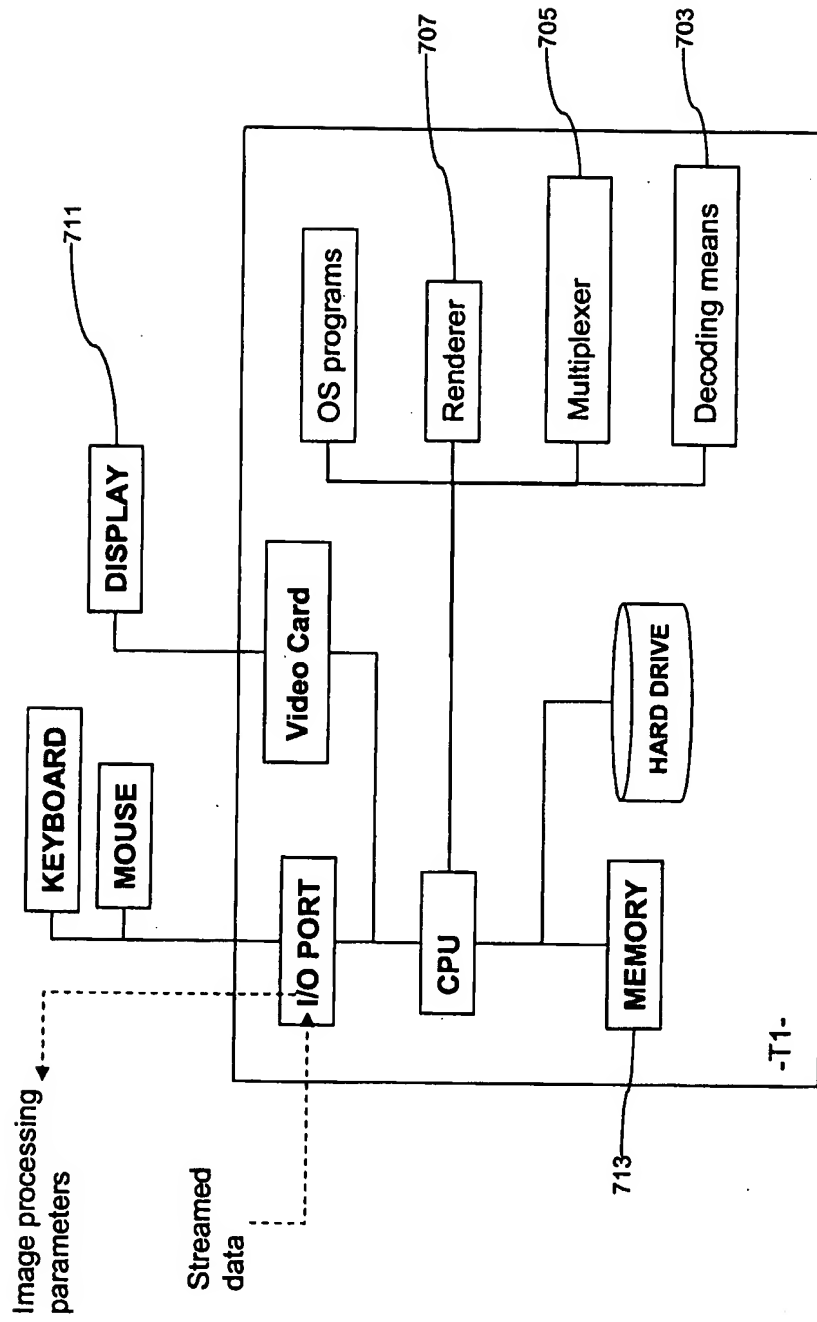 Image processing
parameters
Streamed
data
KEYBOARD
MOUSE
DISPLAY
711
I/O PORT
Video Card
OS programs
CPU
Renderer
707
Multiplexer
705
MEMORY
713
HARD DRIVE
Decoding means
703
-T1-